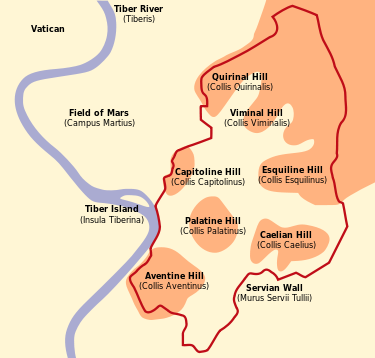 Tiber River
(Tiberis)
Vatican
Quirinal Hill
(Collis Quirinalis)
Field of Mars
(Campus Martius)
Viminal Hill
(Collis Viminalis)
Capitoline Hill
(Collis Capitolinus)
Esquiline Hill
(Collis Esquilinus)
Tiber Island
(Insula Tiberina)
Palatine Hill
(Collis Palatinus)
Caelian Hill
(Collis Caelius)
Aventine Hill
(Collis Aventinus)
Servian Wall
(Murus Servii Tullii)